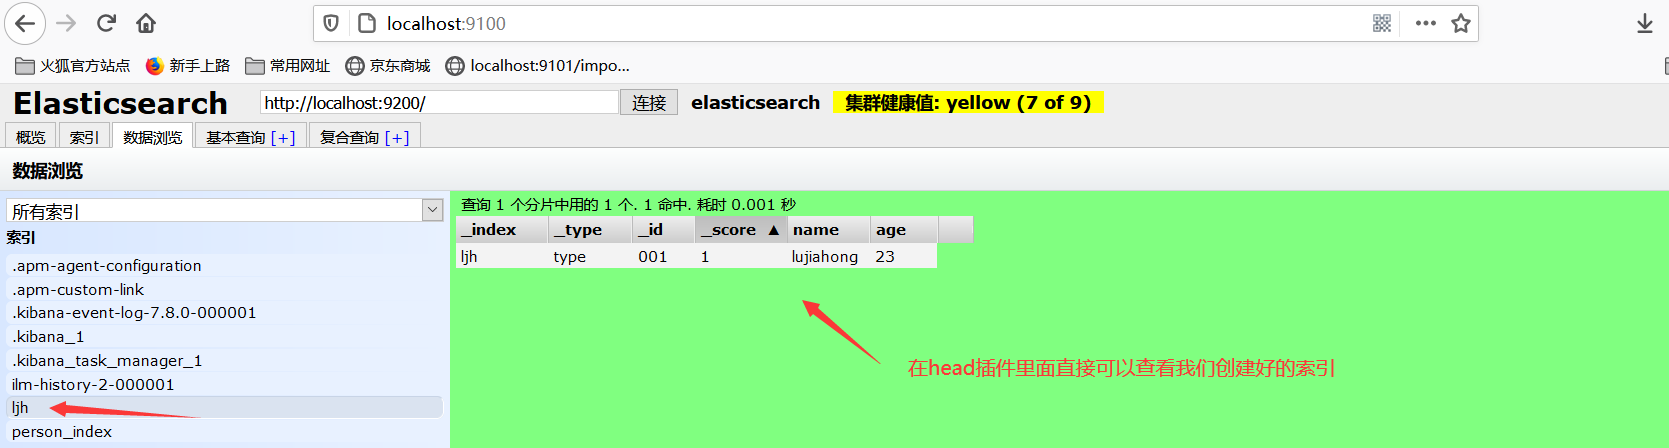 localhost:9100
火狐官方站点 新手上路 常用网址 京东商城 localhost:9101/impo...
Elasticsearch http://localhost:9200/ 连接 elasticsearch 集群健康值: yellow (7 of 9)
概览 索引 数据浏览 基本查询 [+] 复合查询 [+]
数据浏览
所有索引
索引
.apm-agent-configuration
.apm-custom-link
.kibana-event-log-7.8.0-000001
.kibana_1
.kibana_task_manager_1
ilm-history-2-000001
ljh
person_index
查询 1 个分片中用的 1 个. 1 命中. 耗时 0.001 秒
_index _type _id _score ▲ name age
ljh type 001 1 lujiahong 23
在head插件里面直接可以查看我们创建好的索引